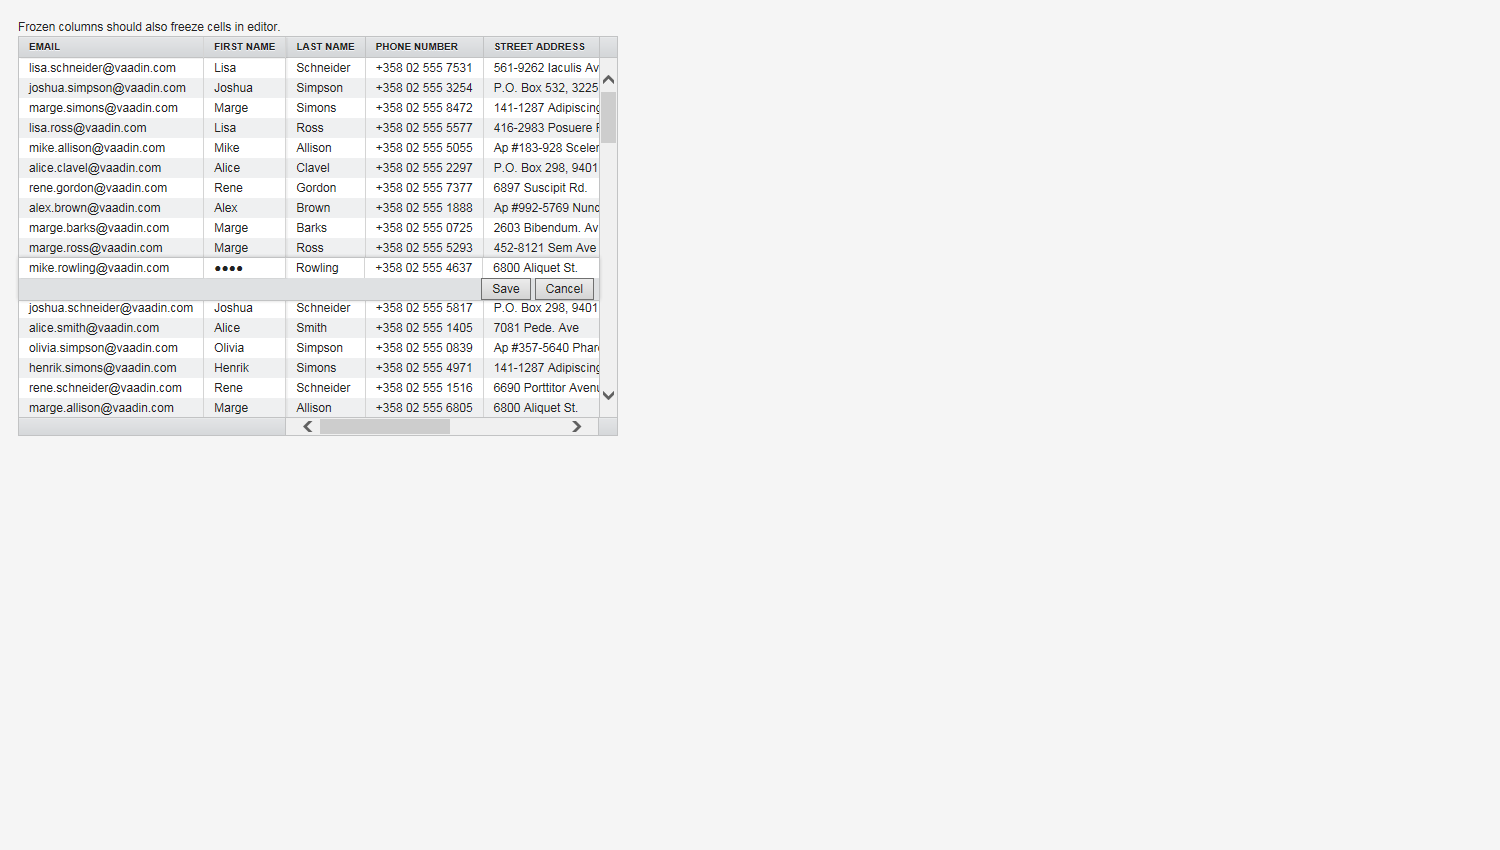 Frozen columns should also freeze cells in editor.
EMAIL FIRST NAME LAST NAME PHONE NUMBER STREET ADDRESS
lisa.schneider@vaadin.com Lisa Schneider +358 02 555 7531 561-9262 Iaculis Av
joshua.simpson@vaadin.com Joshua Simpson +358 02 555 3254 P.O. Box 532, 3225
marge.simons@vaadin.com Marge Simons +358 02 555 8472 141-1287 Adipiscing
lisa.ross@vaadin.com Lisa Ross +358 02 555 5577 416-2983 Posuere
mike.allison@vaadin.com Mike Allison +358 02 555 5055 Ap #183-928 Sceler
alice.clavel@vaadin.com Alice Clavel +358 02 555 2297 P.O. Box 298, 9401
rene.gordon@vaadin.com Rene Gordon +358 02 555 7377 6897 Suscipit Rd.
alex.brown@vaadin.com Alex Brown +358 02 555 1888 Ap #992-5769 Nunc
marge.barks@vaadin.com Marge Barks +358 02 555 0725 2603 Bibendum. Av
marge.ross@vaadin.com Marge Ross +358 02 555 5293 452-8121 Sem Ave
mike.rowling@vaadin.com ●●●● Rowling +358 02 555 4637 6800 Aliquet St.
Save Cancel
joshua.schneider@vaadin.com Joshua Schneider +358 02 555 5817 P.O. Box 298, 9401
alice.smith@vaadin.com Alice Smith +358 02 555 1405 7081 Pede. Ave
olivia.simpson@vaadin.com Olivia Simpson +358 02 555 0839 Ap #357-5640 Phar
henrik.simons@vaadin.com Henrik Simons +358 02 555 4971 141-1287 Adipiscing
rene.schneider@vaadin.com Rene Schneider +358 02 555 1516 6690 Porttitor Avenu
marge.allison@vaadin.com Marge Allison +358 02 555 6805 6800 Aliquet St.